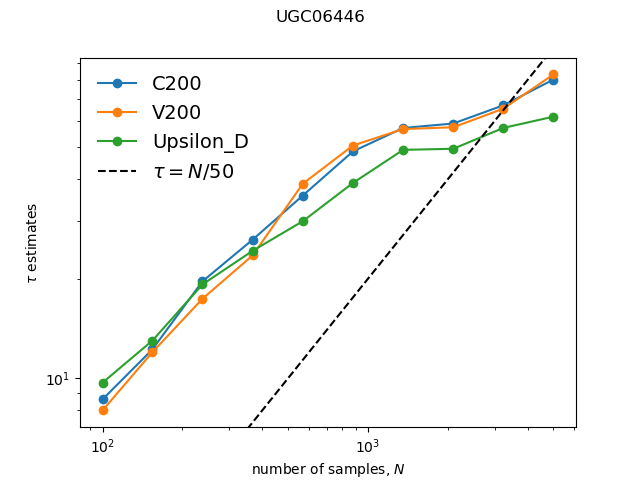 UGC06446
C200
V200
Upsilon_D
τ = N/50
τ estimates
10¹
10² 10³
number of samples, N